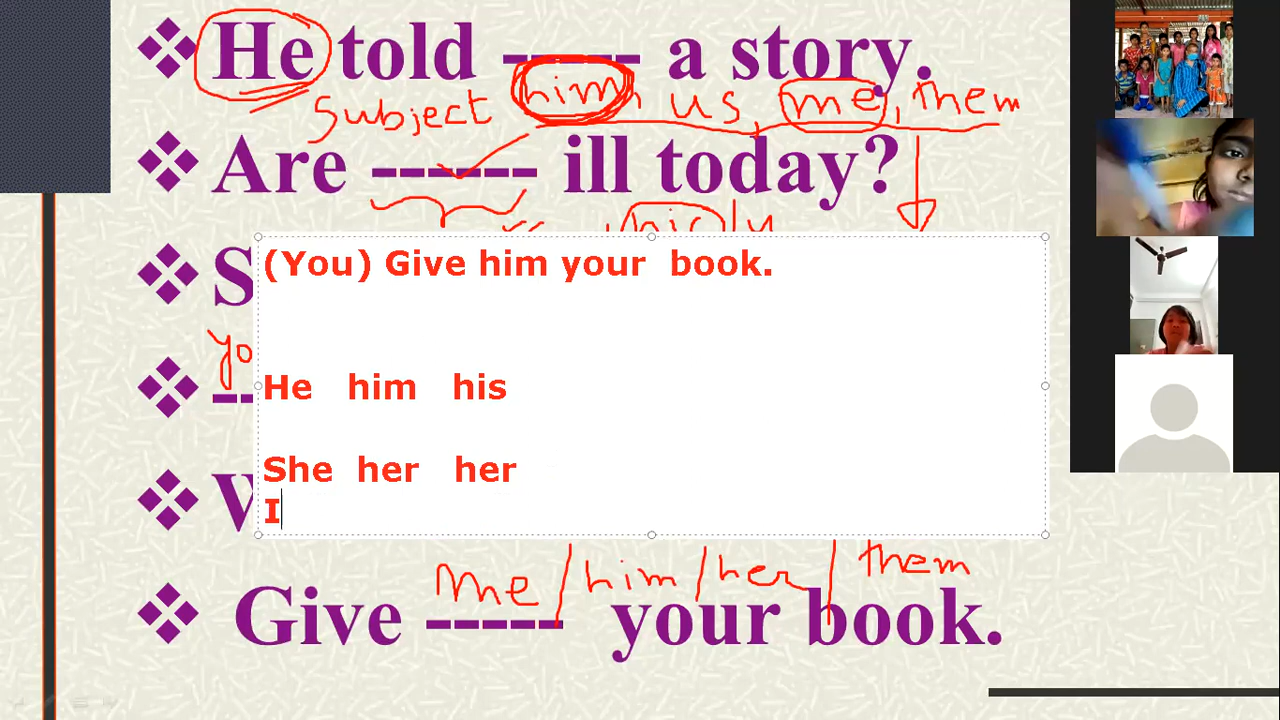 He told ----- a story.
subject him, us, me, them
Are ------ ill today?
(You) Give him your book.
S
yo
He him his
She her her
I
me / him / her / them
Give ----- your book.